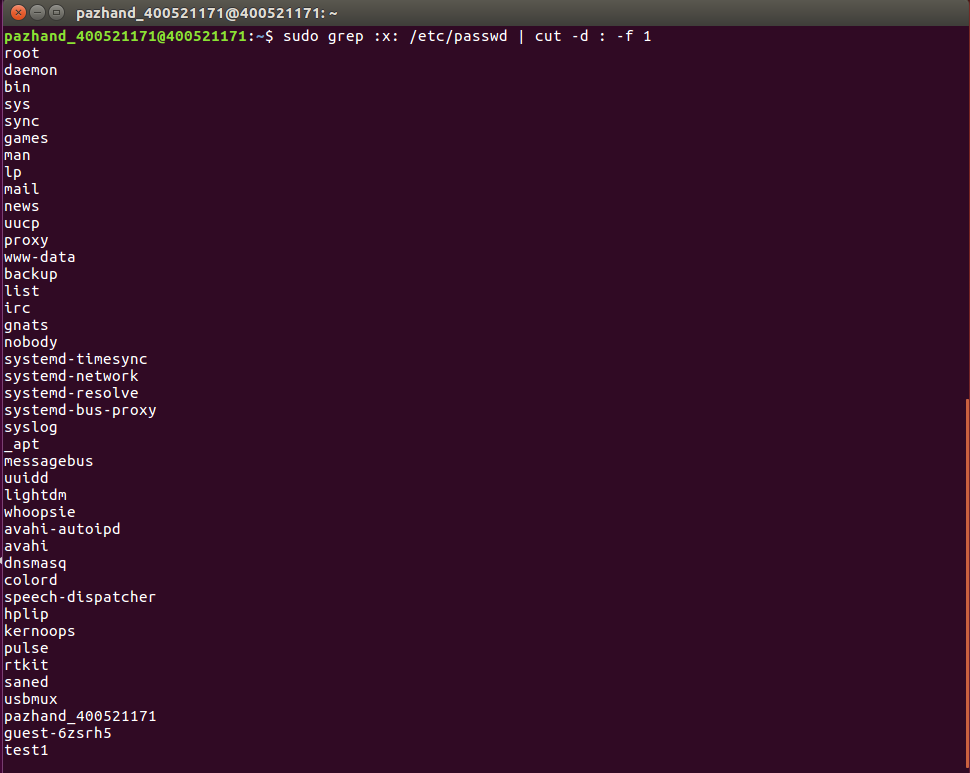 pazhand_400521171@400521171: ~
pazhand_400521171@400521171:~$ sudo grep :x: /etc/passwd | cut -d : -f 1
root
daemon
bin
sys
sync
games
man
lp
mail
news
uucp
proxy
www-data
backup
list
irc
gnats
nobody
systemd-timesync
systemd-network
systemd-resolve
systemd-bus-proxy
syslog
_apt
messagebus
uuidd
lightdm
whoopsie
avahi-autoipd
avahi
dnsmasq
colord
speech-dispatcher
hplip
kernoops
pulse
rtkit
saned
usbmux
pazhand_400521171
guest-6zsrh5
test1